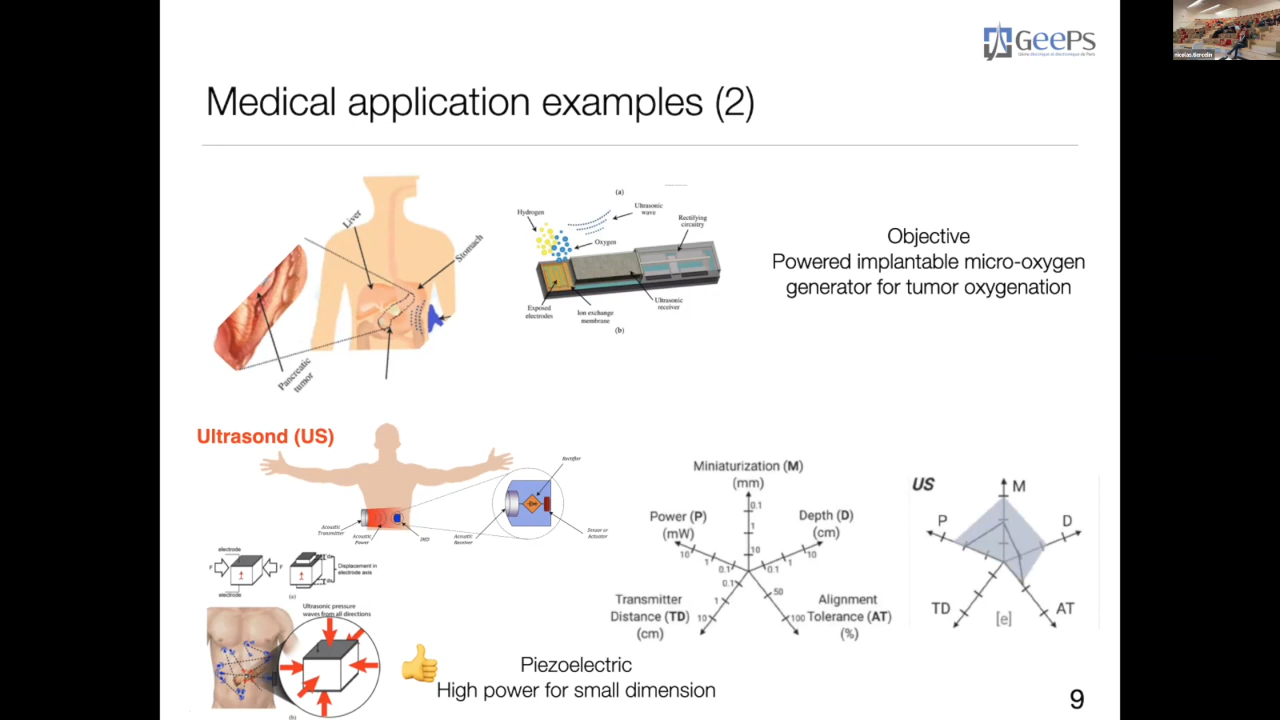 GeePs
nicolas.tiercelin
Medical application examples (2)
Liver
Stomach
Pancreatic
tumor
(a)
Hydrogen
Ultrasonic
wave
Rectifying
circuitry
Oxygen
Exposed
electrodes
Ion exchange
membrane
Ultrasonic
receiver
(b)
Objective
Powered implantable micro-oxygen
generator for tumor oxygenation
Ultrasond (US)
Rectifier
Acoustic
Transmitter
Acoustic
Power
IMD
Acoustic
Receiver
Sensor or
Actuator
electrode
F
F
electrode
Displacement in
electrode axis
(a)
Ultrasonic pressure
waves from all directions
(b)
Piezoelectric
High power for small dimension
Miniaturization (M)
(mm)
0.1
1
10
Power (P)
(mW)
10
1
0.1
Depth (D)
(cm)
0.1
1
10
Transmitter
Distance (TD)
(cm)
0.1
1
10
Alignment
Tolerance (AT)
(%)
50
100
US
M
P
D
TD
AT
[e]
9